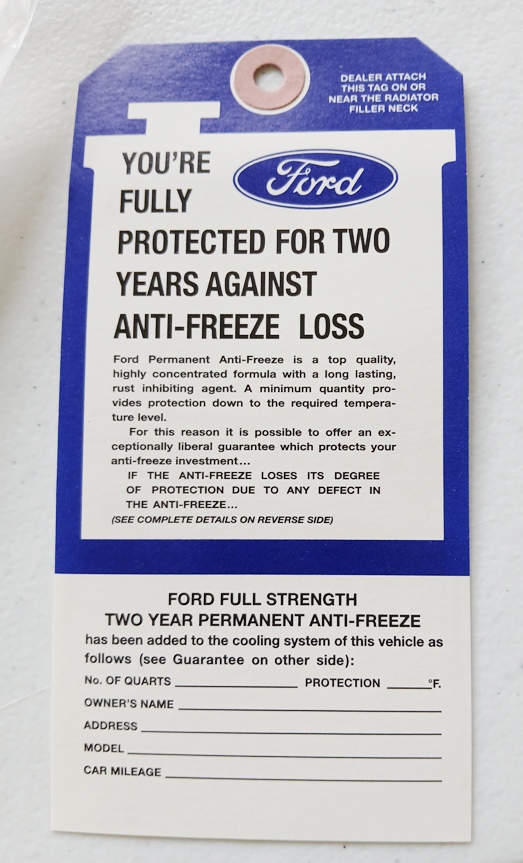 DEALER ATTACH
THIS TAG ON OR
NEAR THE RADIATOR
FILLER NECK
YOU'RE
Ford
FULLY
PROTECTED FOR TWO
YEARS AGAINST
ANTI-FREEZE LOSS
Ford Permanent Anti-Freeze is a top quality,
highly concentrated formula with a long lasting,
rust inhibiting agent. A minimum quantity pro-
vides protection down to the required tempera-
ture level.
For this reason it is possible to offer an ex-
ceptionally liberal guarantee which protects your
anti-freeze investment...
IF THE ANTI-FREEZE LOSES ITS DEGREE
OF PROTECTION DUE TO ANY DEFECT IN
THE ANTI-FREEZE...
(SEE COMPLETE DETAILS ON REVERSE SIDE)
FORD FULL STRENGTH
TWO YEAR PERMANENT ANTI-FREEZE
has been added to the cooling system of this vehicle as
follows (see Guarantee on other side):
No. OF QUARTS ____ PROTECTION ____°F.
OWNER'S NAME ____
ADDRESS ____
MODEL ____
CAR MILEAGE ____